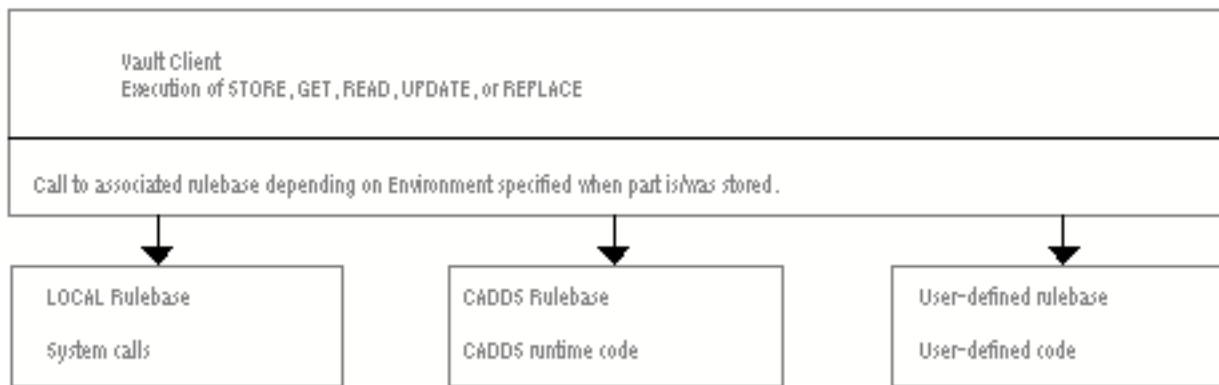 Vault Client
Execution of STORE, GET, READ, UPDATE, or REPLACE
Call to associated rulebase depending on Environment specified when part is/was stored.
LOCAL Rulebase
System calls
CADDS Rulebase
CADDS runtime code
User-defined rulebase
User-defined code